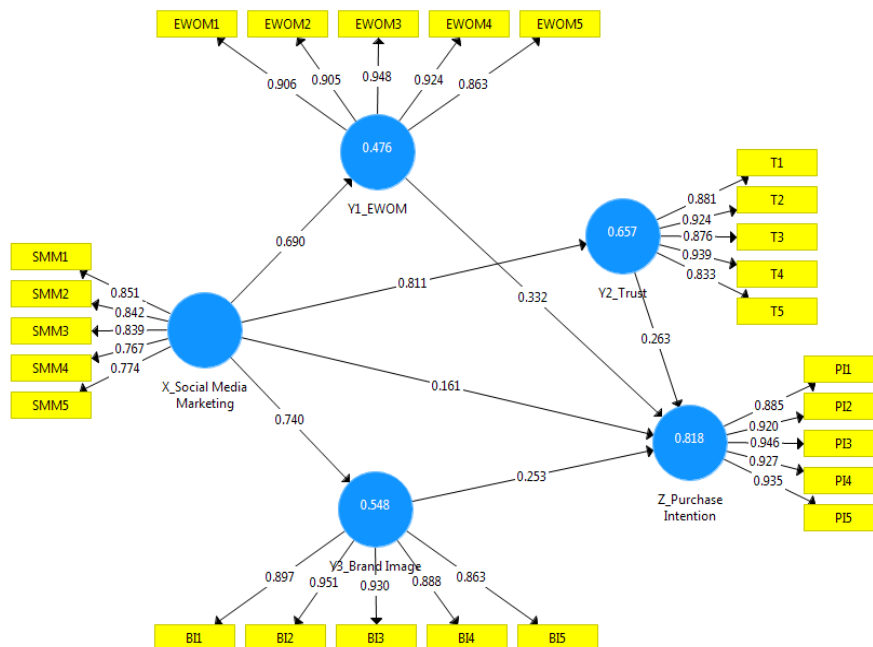 EWOM1 EWOM2 EWOM3 EWOM4 EWOM5
0.906 0.905 0.948 0.924 0.863
0.476
Y1_EWOM
T1
T2
T3
T4
T5
0.881
0.924
0.876
0.939
0.833
0.657
Y2_Trust
0.690
0.811
0.332
0.263
SMM1
SMM2
SMM3
SMM4
SMM5
0.851
0.842
0.839
0.767
0.774
X_Social Media
Marketing
0.161
0.740
0.253
PI1
PI2
PI3
PI4
PI5
0.885
0.920
0.946
0.927
0.935
0.818
Z_Purchase
Intention
0.548
Y3_Brand Image
0.897 0.951 0.930 0.888 0.863
BI1 BI2 BI3 BI4 BI5